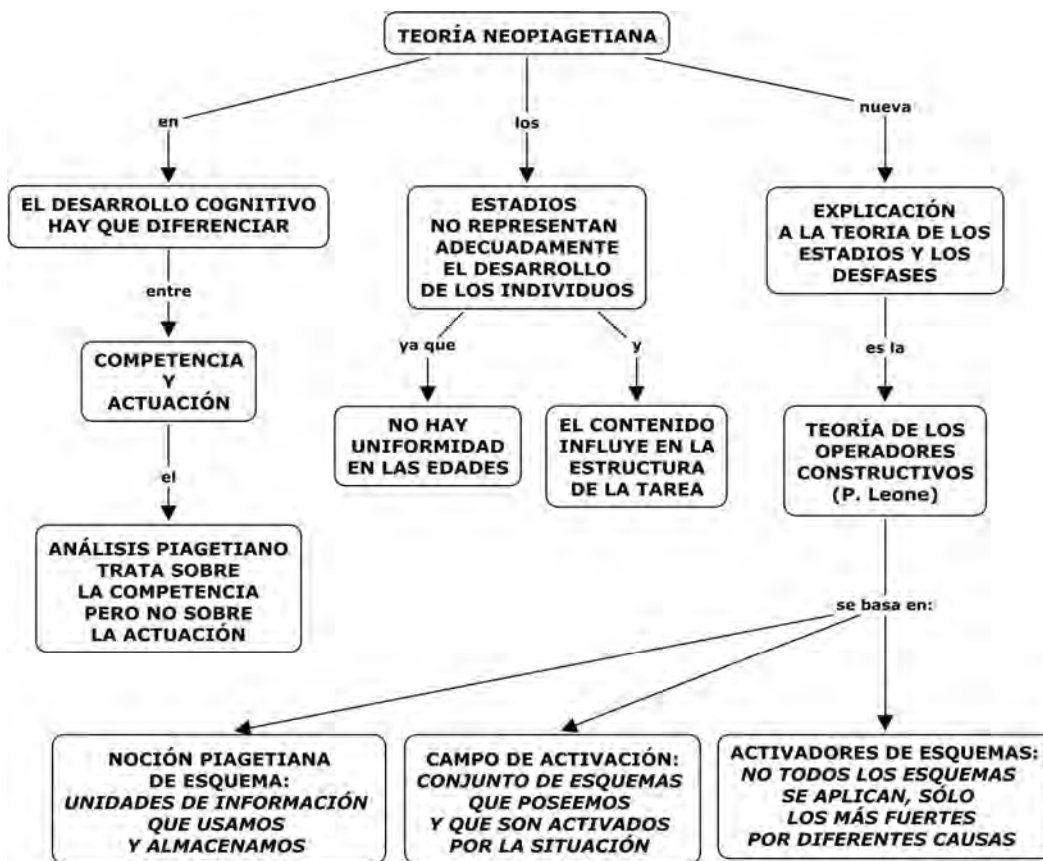 TEORÍA NEOPIAGETIANA
en
los
nueva
EL DESARROLLO COGNITIVO
HAY QUE DIFERENCIAR
ESTADIOS
NO REPRESENTAN
ADECUADAMENTE
EL DESARROLLO
DE LOS INDIVIDUOS
EXPLICACIÓN
A LA TEORIA DE LOS
ESTADIOS Y LOS
DESFASES
entre
ya que
y
es la
COMPETENCIA
Y
ACTUACIÓN
NO HAY
UNIFORMIDAD
EN LAS EDADES
EL CONTENIDO
INFLUYE EN LA
ESTRUCTURA
DE LA TAREA
TEORÍA DE LOS
OPERADORES
CONSTRUCTIVOS
(P. Leone)
el
ANÁLISIS PIAGETIANO
TRATA SOBRE
LA COMPETENCIA
PERO NO SOBRE
LA ACTUACIÓN
se basa en:
NOCIÓN PIAGETIANA
DE ESQUEMA:
UNIDADES DE INFORMACIÓN
QUE USAMOS
Y ALMACENAMOS
CAMPO DE ACTIVACIÓN:
CONJUNTO DE ESQUEMAS
QUE POSEEMOS
Y QUE SON ACTIVADOS
POR LA SITUACIÓN
ACTIVADORES DE ESQUEMAS:
NO TODOS LOS ESQUEMAS
SE APLICAN, SÓLO
LOS MÁS FUERTES
POR DIFERENTES CAUSAS